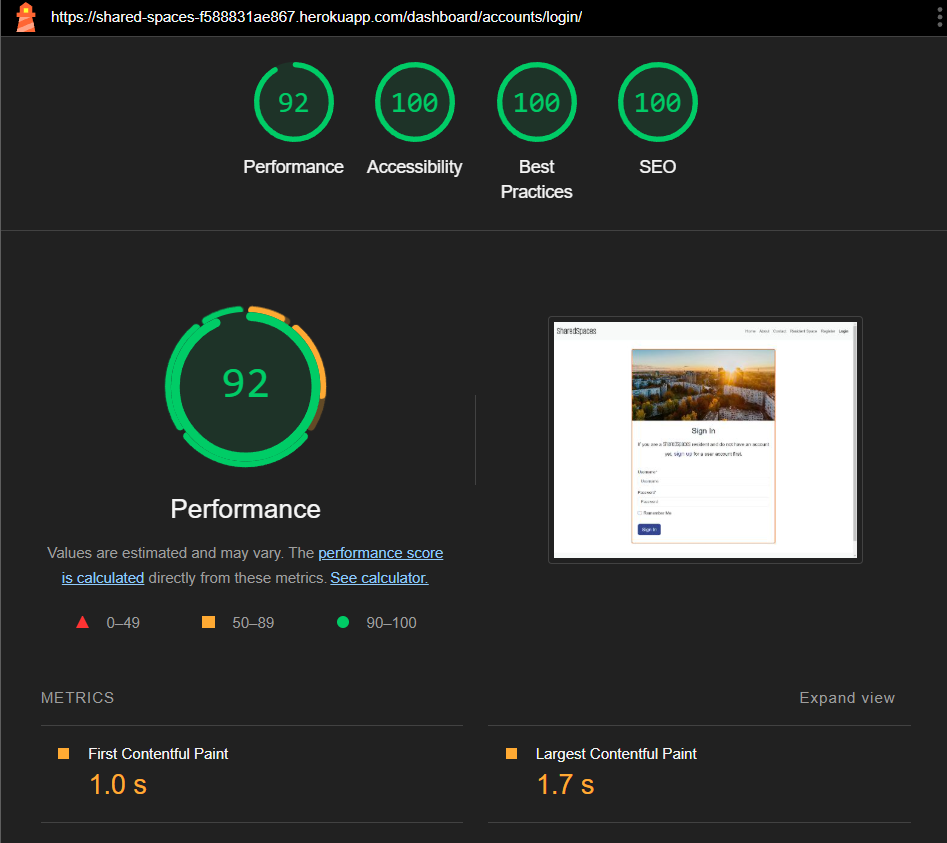 https://shared-spaces-f588831ae867.herokuapp.com/dashboard/accounts/login/
92
100
100
100
Performance
Accessibility
Best
Practices
SEO
92
Performance
Values are estimated and may vary. The performance score
is calculated directly from these metrics. See calculator.
0–49
50–89
90–100
SharedSpaces
Home About Contact Resident Space Register Login
Sign In
If you are a SHAREDSPACES resident and do not have an account
yet, sign up for a user account first.
Username*
Username
Password*
Password
Remember Me
Sign In
METRICS
Expand view
First Contentful Paint
1.0 s
Largest Contentful Paint
1.7 s